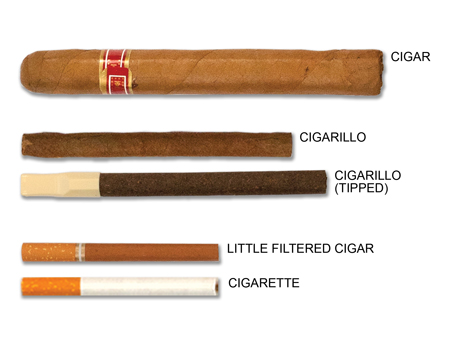 CIGAR
CIGARILLO
CIGARILLO
(TIPPED)
LITTLE FILTERED CIGAR
CIGARETTE